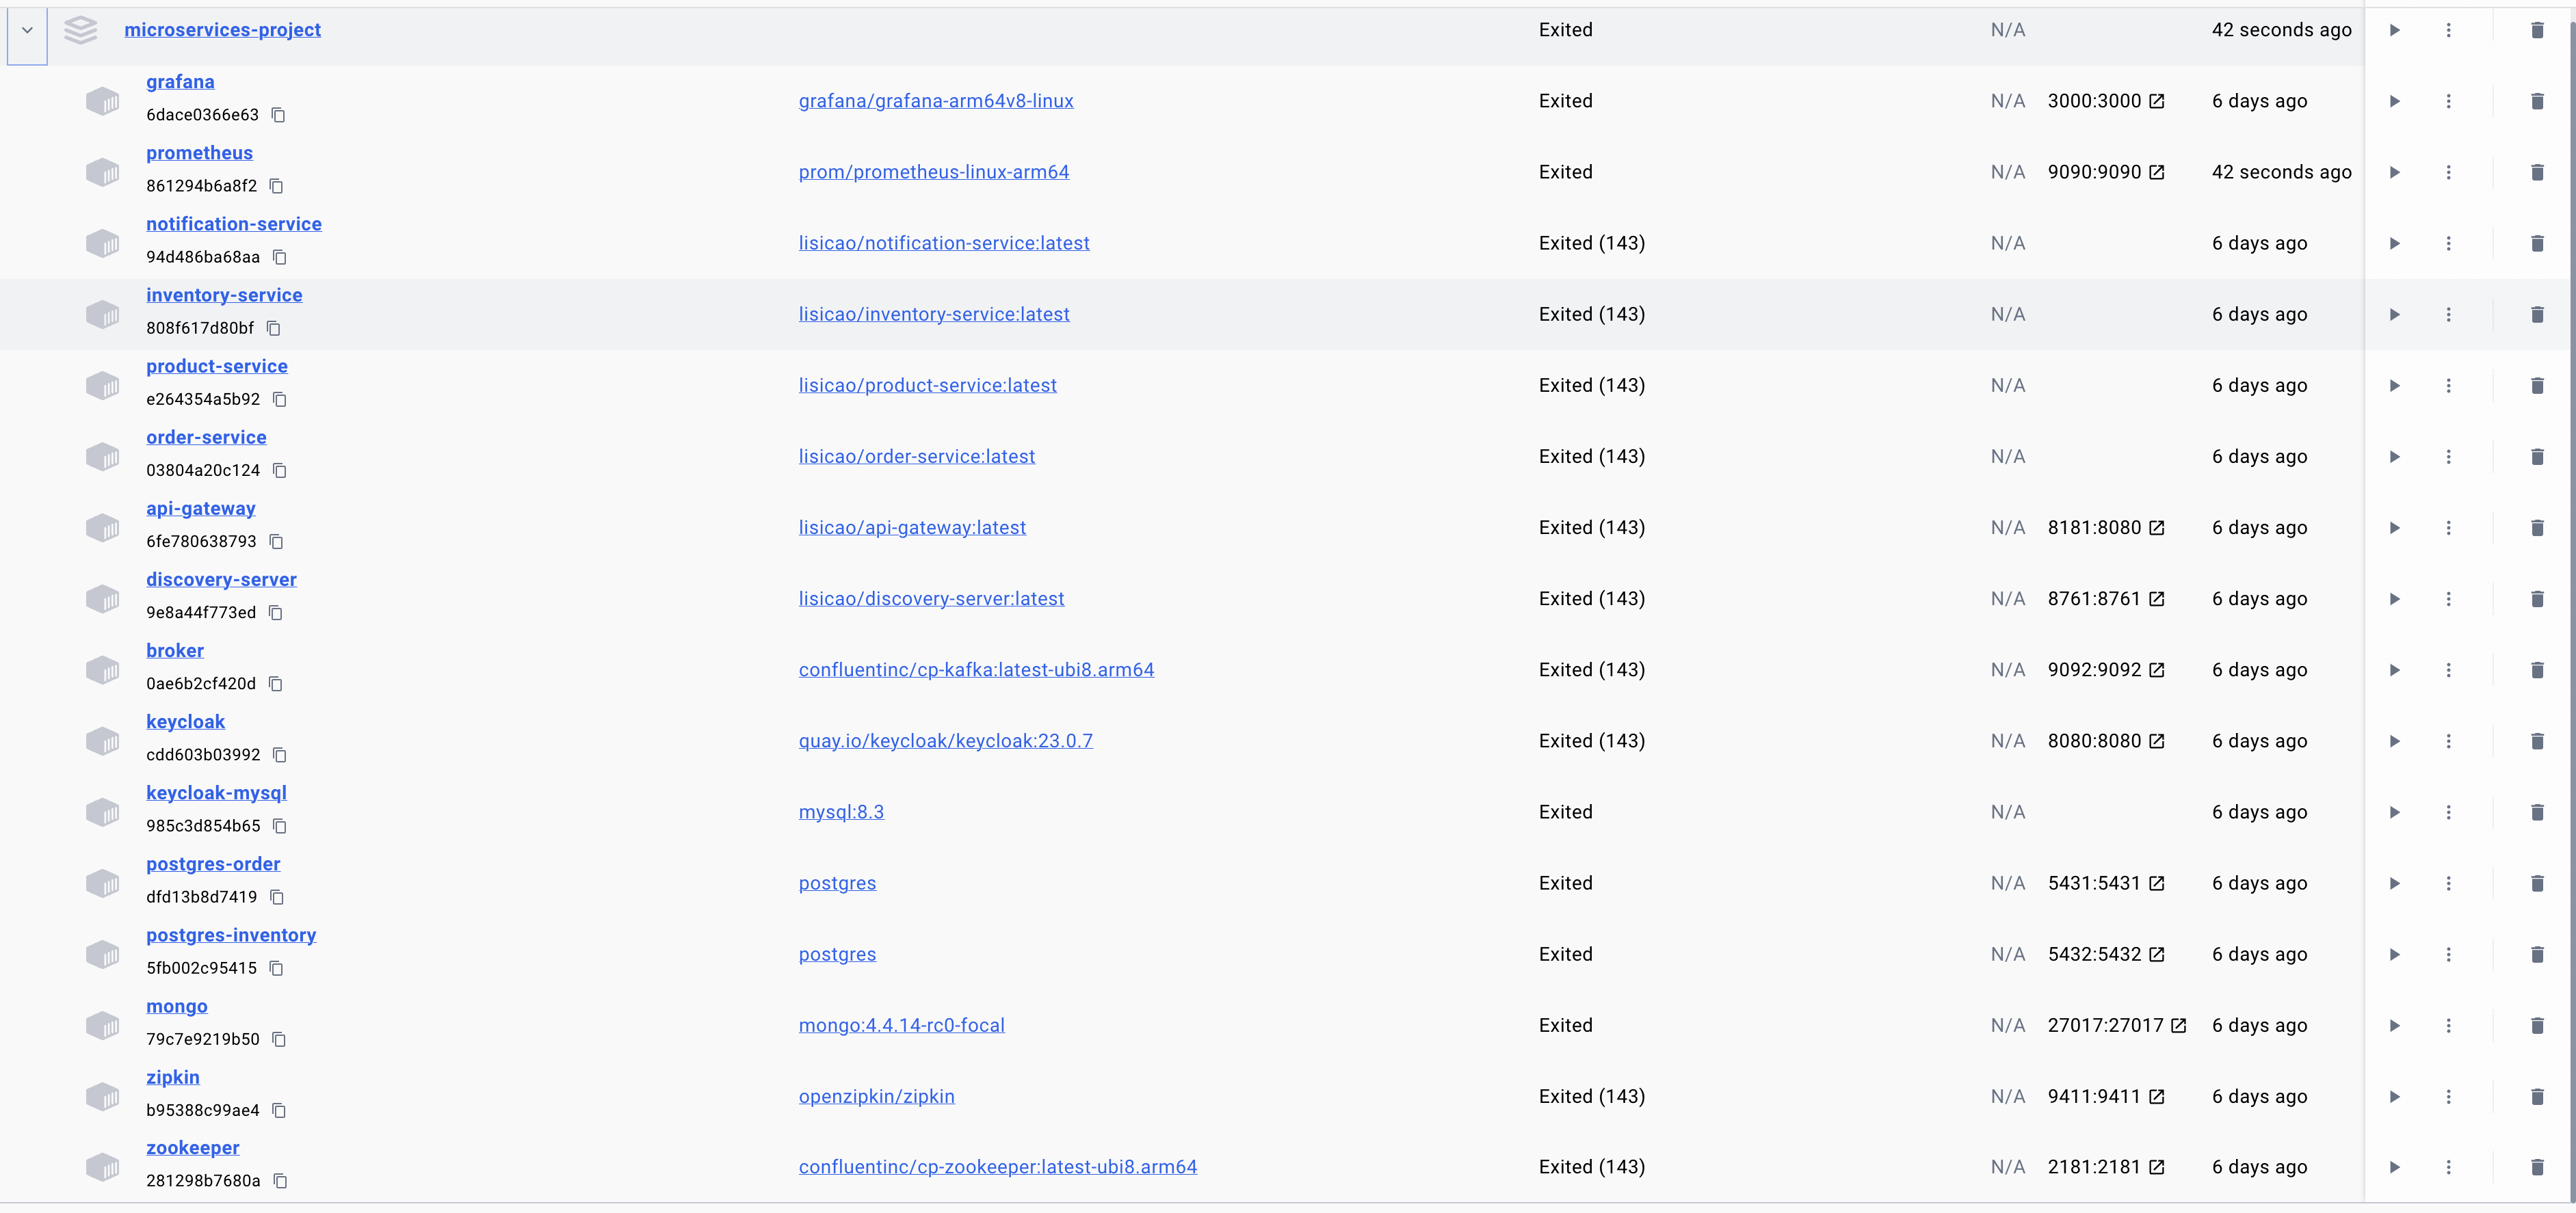 microservices-project Exited N/A 42 seconds ago
grafana
6dace0366e63 grafana/grafana-arm64v8-linux Exited N/A 3000:3000 6 days ago
prometheus
861294b6a8f2 prom/prometheus-linux-arm64 Exited N/A 9090:9090 42 seconds ago
notification-service
94d486ba68aa lisicao/notification-service:latest Exited (143) N/A 6 days ago
inventory-service
808f617d80bf lisicao/inventory-service:latest Exited (143) N/A 6 days ago
product-service
e264354a5b92 lisicao/product-service:latest Exited (143) N/A 6 days ago
order-service
03804a20c124 lisicao/order-service:latest Exited (143) N/A 6 days ago
api-gateway
6fe780638793 lisicao/api-gateway:latest Exited (143) N/A 8181:8080 6 days ago
discovery-server
9e8a44f773ed lisicao/discovery-server:latest Exited (143) N/A 8761:8761 6 days ago
broker
0ae6b2cf420d confluentinc/cp-kafka:latest-ubi8.arm64 Exited (143) N/A 9092:9092 6 days ago
keycloak
cdd603b03992 quay.io/keycloak/keycloak:23.0.7 Exited (143) N/A 8080:8080 6 days ago
keycloak-mysql
985c3d854b65 mysql:8.3 Exited N/A 6 days ago
postgres-order
dfd13b8d7419 postgres Exited N/A 5431:5431 6 days ago
postgres-inventory
5fb002c95415 postgres Exited N/A 5432:5432 6 days ago
mongo
79c7e9219b50 mongo:4.4.14-rc0-focal Exited N/A 27017:27017 6 days ago
zipkin
b95388c99ae4 openzipkin/zipkin Exited (143) N/A 9411:9411 6 days ago
zookeeper
281298b7680a confluentinc/cp-zookeeper:latest-ubi8.arm64 Exited (143) N/A 2181:2181 6 days ago